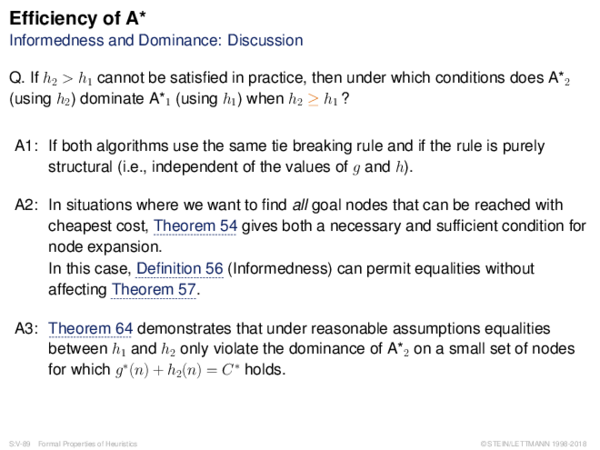 Efficiency of A*
Informedness and Dominance: Discussion
Q. If h₂ > h₁ cannot be satisfied in practice, then under which conditions does A*₂
(using h₂) dominate A*₁ (using h₁) when h₂ ≥ h₁ ?
A1: If both algorithms use the same tie breaking rule and if the rule is purely
structural (i.e., independent of the values of g and h).
A2: In situations where we want to find all goal nodes that can be reached with
cheapest cost, Theorem 54 gives both a necessary and sufficient condition for
node expansion.
In this case, Definition 56 (Informedness) can permit equalities without
affecting Theorem 57.
A3: Theorem 64 demonstrates that under reasonable assumptions equalities
between h₁ and h₂ only violate the dominance of A*₂ on a small set of nodes
for which g*(n) + h₂(n) = C* holds.
S:V-89 Formal Properties of Heuristics © STEIN/LETTMANN 1998-2018